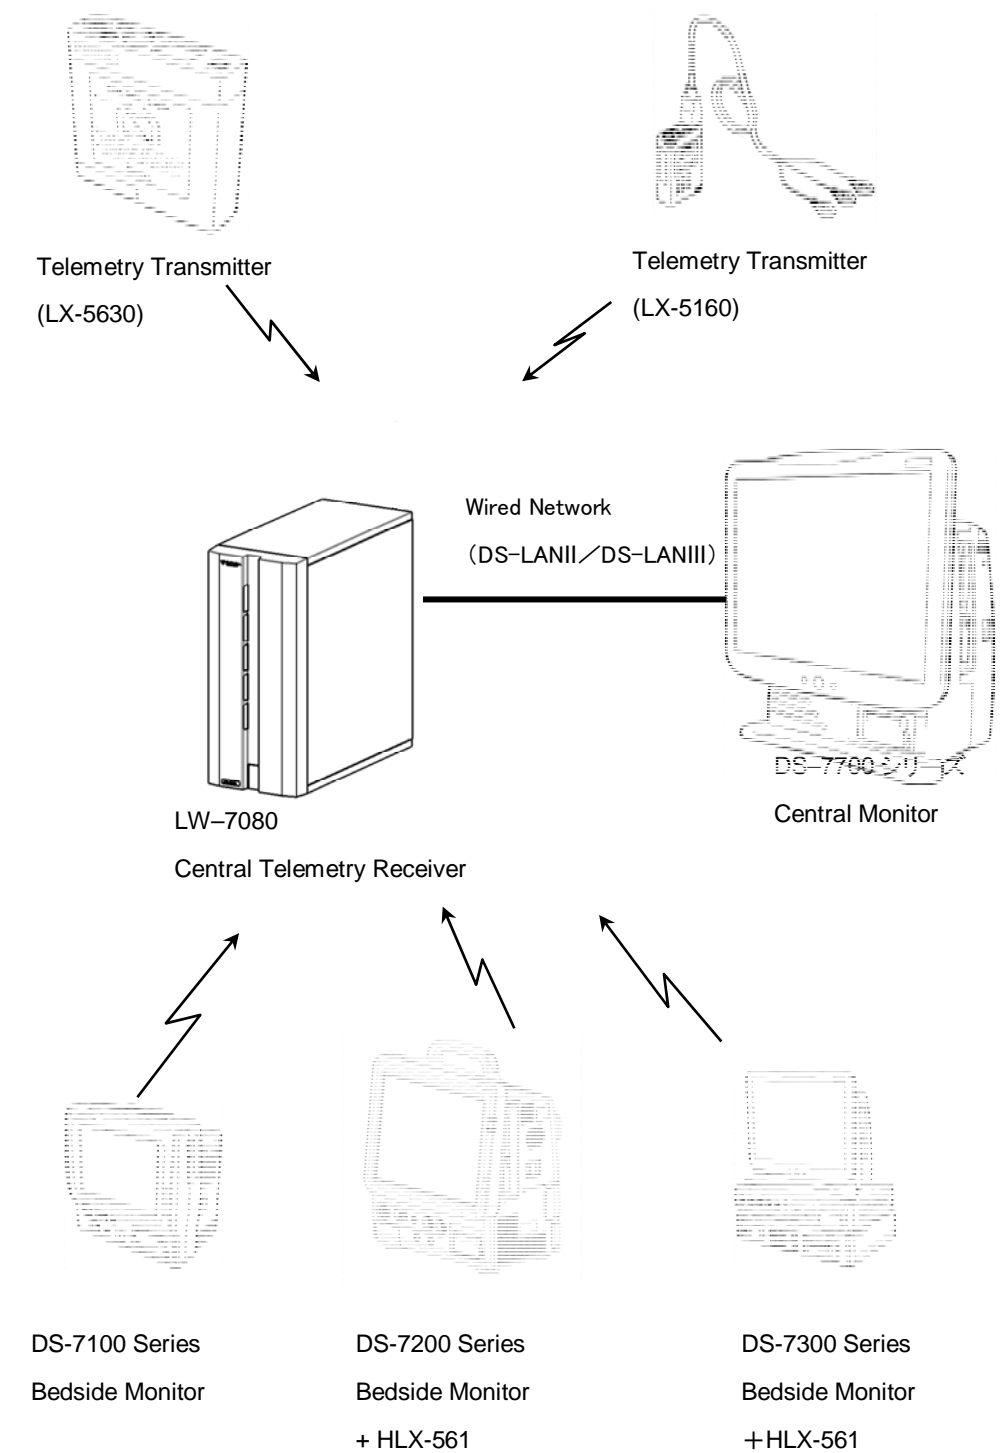 Telemetry Transmitter
(LX-5630)
Telemetry Transmitter
(LX-5160)
Wired Network
（DS-LANII／DS-LANIII）
DS-7700シリーズ
Central Monitor
LW–7080
Central Telemetry Receiver
DS-7100 Series
Bedside Monitor
DS-7200 Series
Bedside Monitor
+ HLX-561
DS-7300 Series
Bedside Monitor
＋HLX-561